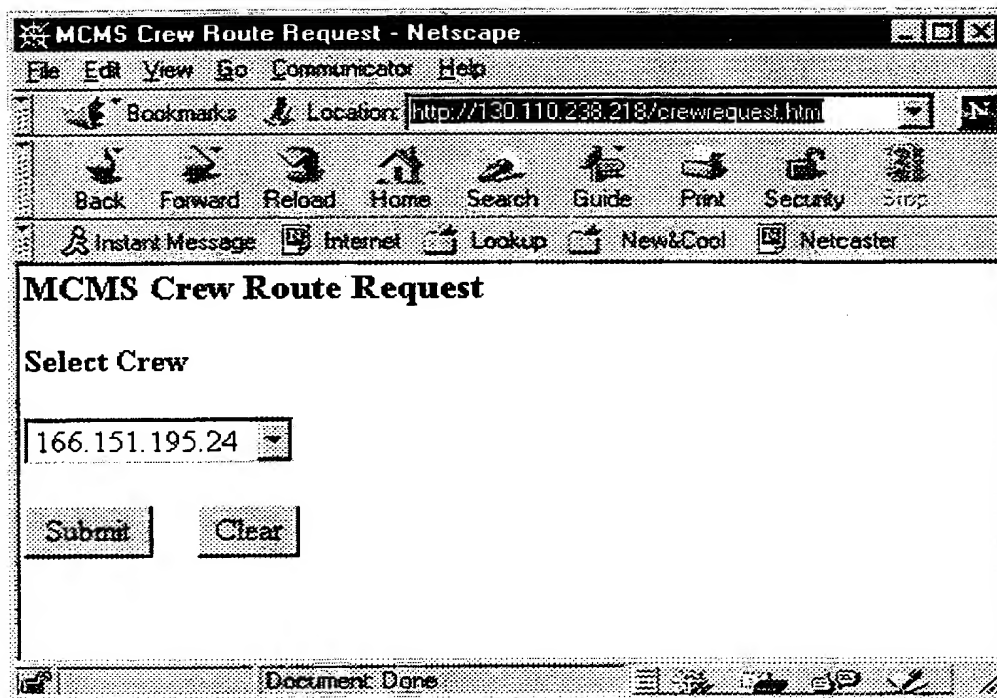 MCMS Crew Route Request - Netscape
File Edit View Go Communicator Help
Bookmarks Location: http://130.110.238.218/crewrequest.htm N
Back Forward Reload Home Search Guide Print Security Stop
Instant Message Internet Lookup New&Cool Netcaster
MCMS Crew Route Request
Select Crew
166.151.195.24
Submit Clear
Document: Done